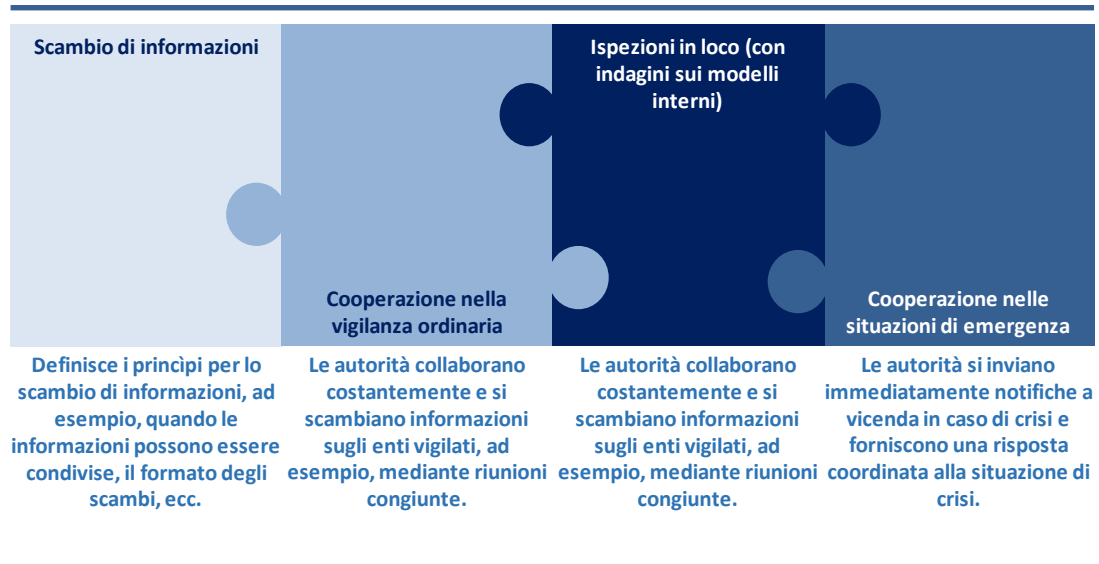 Scambio di informazioni
Cooperazione nella
vigilanza ordinaria
Ispezioni in loco (con
indagini sui modelli
interni)
Cooperazione nelle
situazioni di emergenza
Definisce i princìpi per lo
scambio di informazioni, ad
esempio, quando le
informazioni possono essere
condivise, il formato degli
scambi, ecc.
Le autorità collaborano
costantemente e si
scambiano informazioni
sugli enti vigilati, ad
esempio, mediante riunioni
congiunte.
Le autorità collaborano
costantemente e si
scambiano informazioni
sugli enti vigilati, ad
esempio, mediante riunioni
congiunte.
Le autorità si inviano
immediatamente notifiche a
vicenda in caso di crisi e
forniscono una risposta
coordinata alla situazione di
crisi.